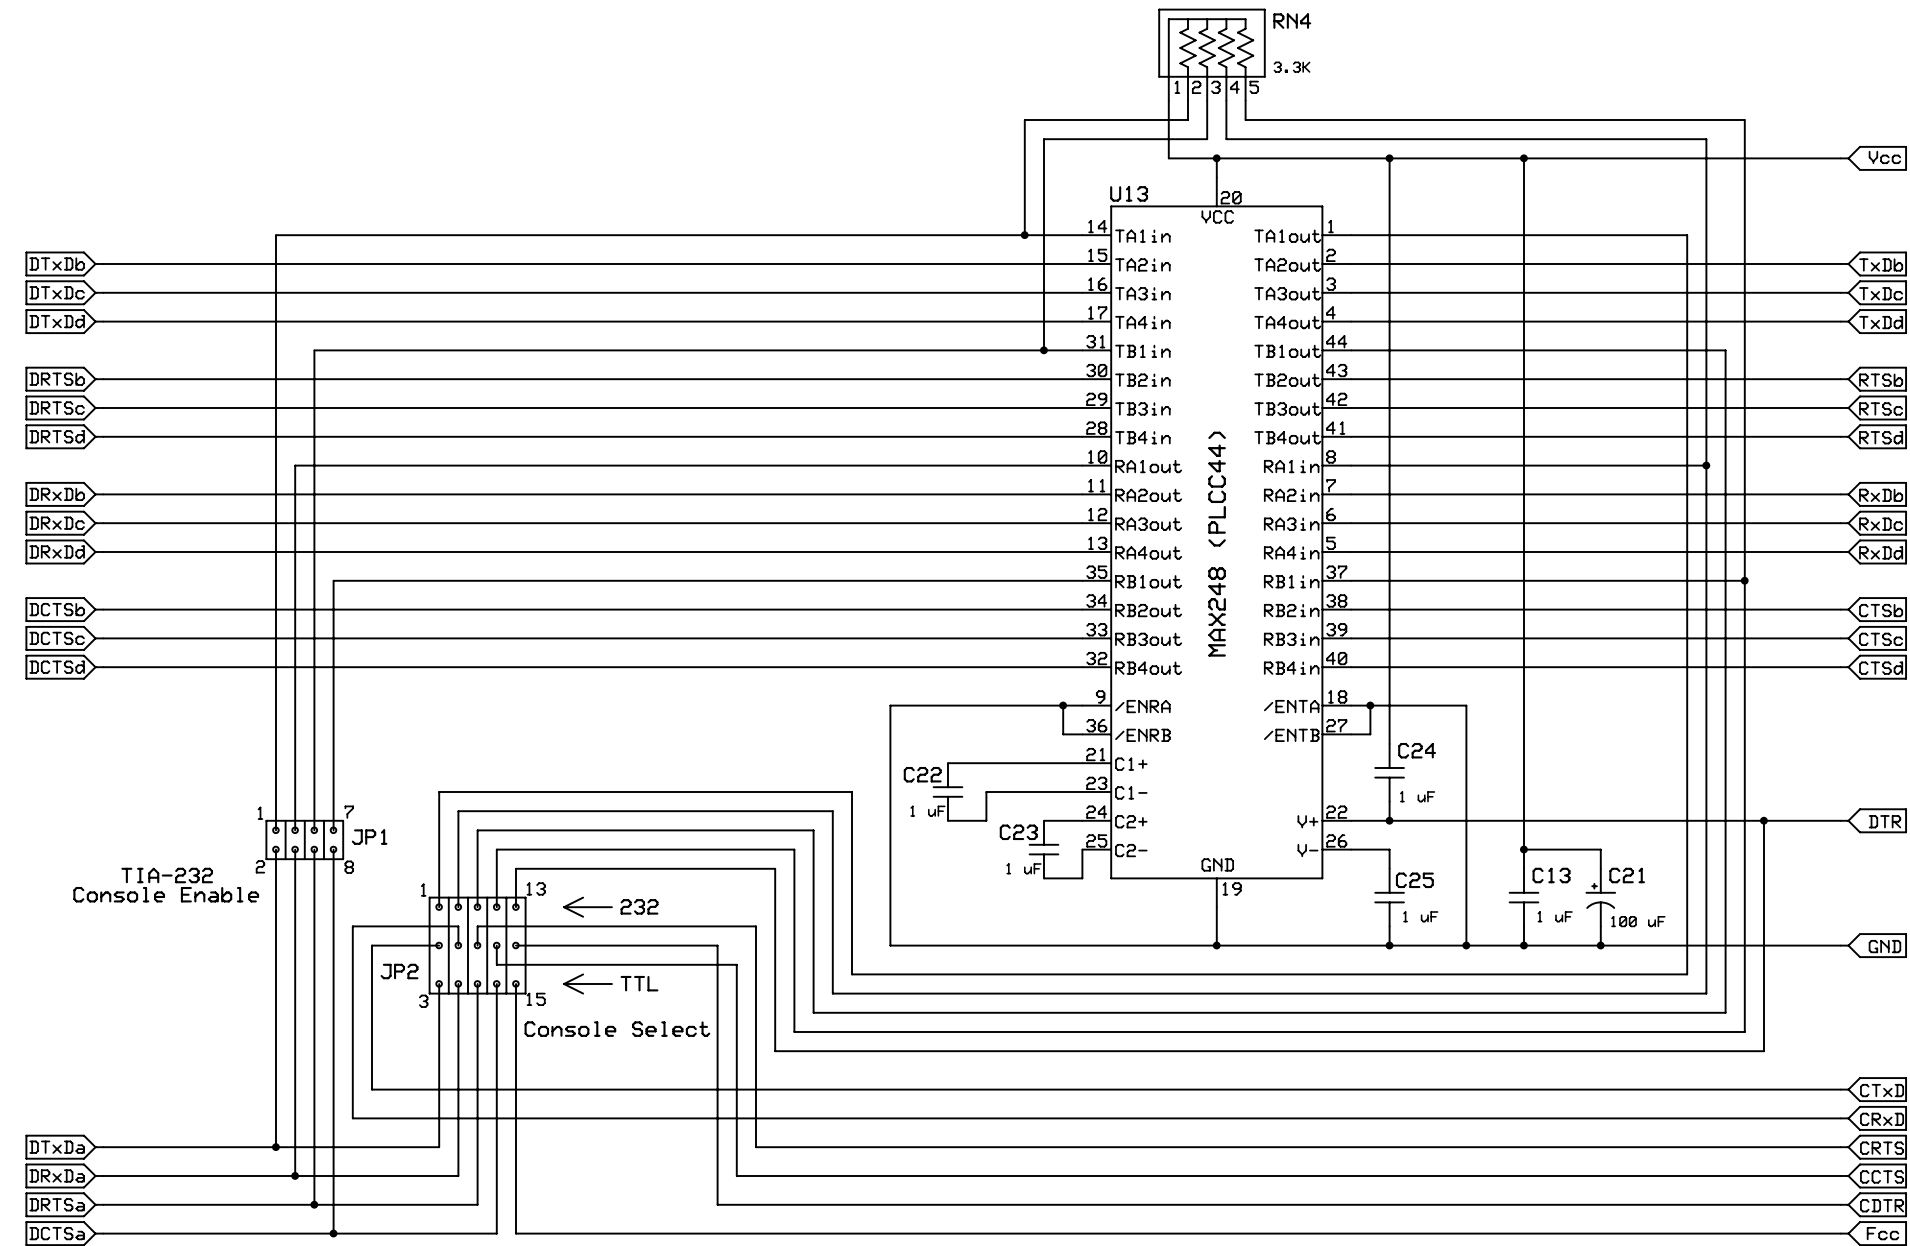 RN4
3.3K
1 2 3 4 5
Vcc
U13
20
VCC
14 TA1in TA1out 1
DTxDb 15 TA2in TA2out 2 TxDb
DTxDc 16 TA3in TA3out 3 TxDc
DTxDd 17 TA4in TA4out 4 TxDd
31 TB1in TB1out 44
DRTSb 30 TB2in TB2out 43 RTSb
DRTSc 29 TB3in TB3out 42 RTSc
DRTSd 28 TB4in TB4out 41 RTSd
10 RA1out RA1in 8
DRxDb 11 RA2out RA2in 7 RxDb
DRxDc 12 RA3out RA3in 6 RxDc
DRxDd 13 RA4out RA4in 5 RxDd
35 RB1out RB1in 37
DCTSb 34 RB2out RB2in 38 CTSb
DCTSc 33 RB3out RB3in 39 CTSc
DCTSd 32 RB4out RB4in 40 CTSd
MAX248 (PLCC44)
9 /ENRA /ENTA 18
36 /ENRB /ENTB 27
21 C1+
C24
C22
23 C1-
1 uF
1 uF
24 C2+ V+ 22 DTR
C23
25 C2- V- 26
1 uF
GND
19
C25
1 uF
C13
1 uF
+
C21
100 uF
GND
1 7
JP1
2 8
TIA-232
Console Enable
1 13
232
JP2
TTL
3 15
Console Select
CTxD
CRxD
DTxDa CRTS
DRxDa CCTS
DRTSa CDTR
DCTSa Fcc